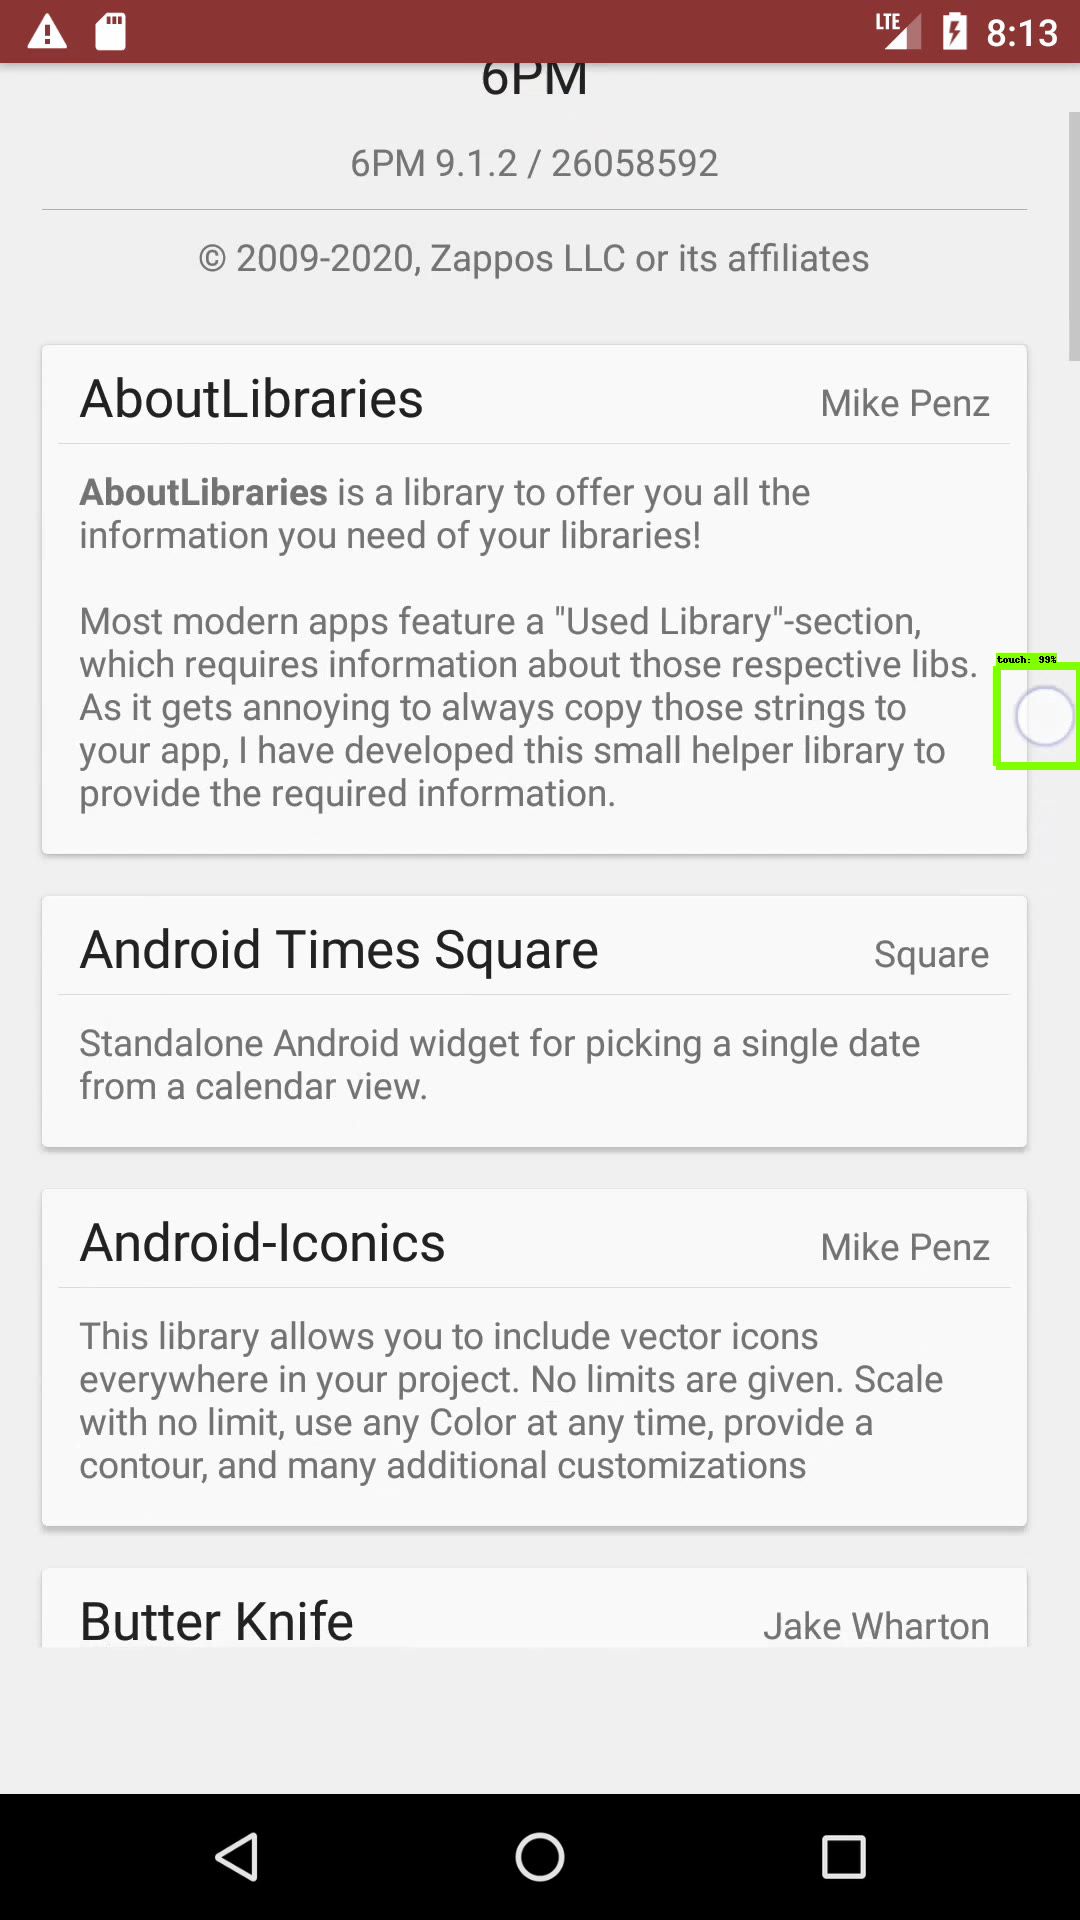 LTE 8:13
6PM
6PM 9.1.2 / 26058592
© 2009-2020, Zappos LLC or its affiliates
AboutLibraries Mike Penz
AboutLibraries is a library to offer you all the
information you need of your libraries!
Most modern apps feature a "Used Library"-section,
which requires information about those respective libs.
As it gets annoying to always copy those strings to
your app, I have developed this small helper library to
provide the required information.
touch: 99%
Android Times Square Square
Standalone Android widget for picking a single date
from a calendar view.
Android-Iconics Mike Penz
This library allows you to include vector icons
everywhere in your project. No limits are given. Scale
with no limit, use any Color at any time, provide a
contour, and many additional customizations
Butter Knife Jake Wharton